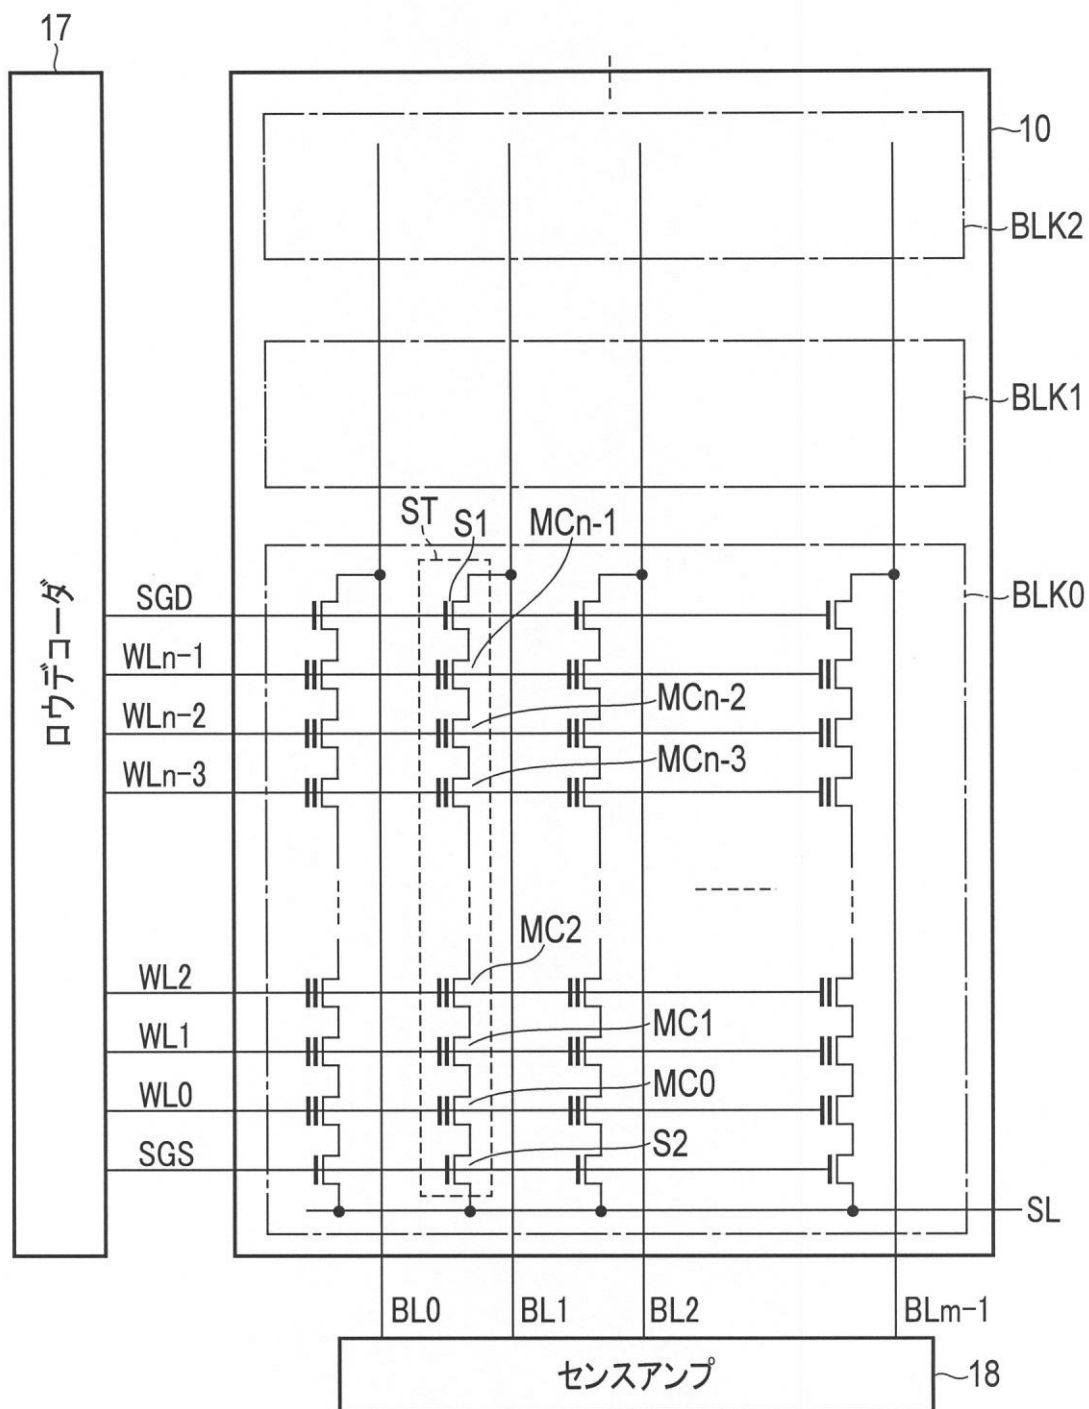 17
10
BLK2
BLK1
ST
S1
MCn-1
BLK0
SGD
WLn-1
MCn-2
WLn-2
MCn-3
WLn-3
ロウデコーダ
MC2
WL2
MC1
WL1
MC0
WL0
S2
SGS
SL
BL0
BL1
BL2
BLm-1
センスアンプ
18